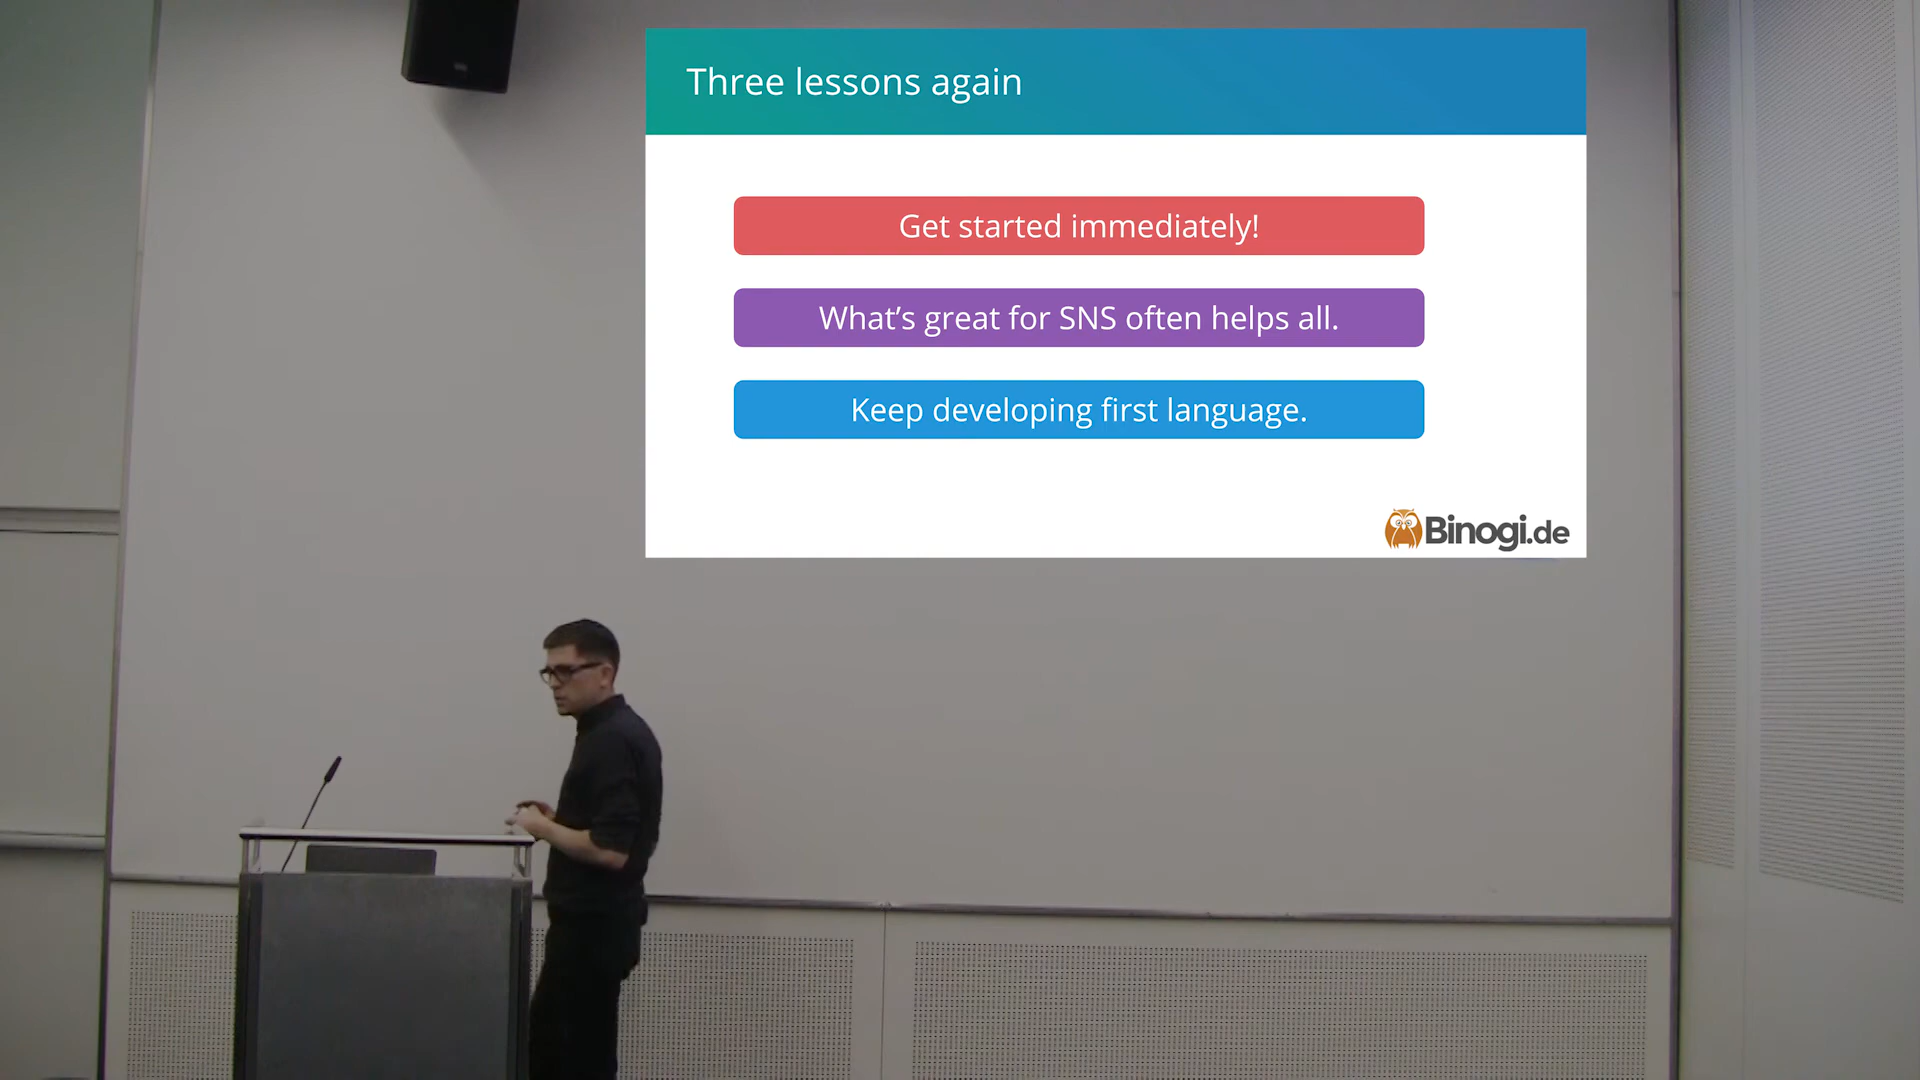 Three lessons again
Get started immediately!
What's great for SNS often helps all.
Keep developing first language.
Binogi.de